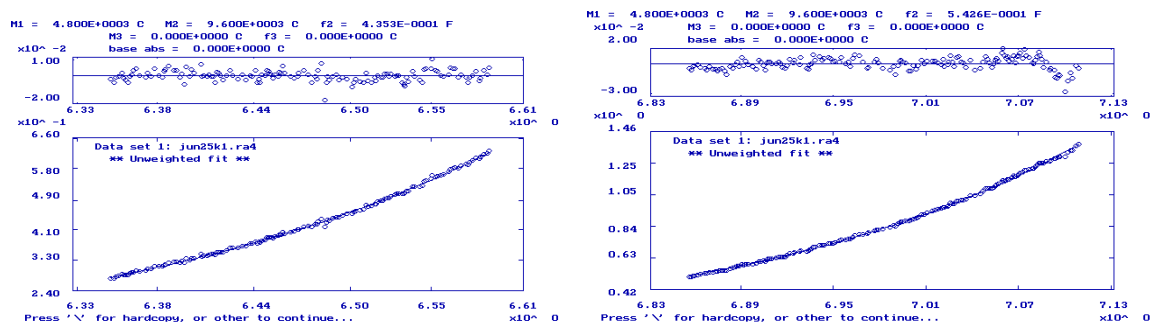 M1 = 4.800E+0003 C M2 = 9.600E+0003 C f2 = 4.353E-0001 F
M3 = 0.000E+0000 C f3 = 0.000E+0000 C
x10^ -2 base abs = 0.000E+0000 C
1.00
-2.00
6.33 6.38 6.44 6.50 6.55 6.61
x10^ -1 x10^ 0
6.60
Data set 1: jun25k1.ra4
** Unweighted fit **
5.80
4.90
4.10
3.30
2.40
6.33 6.38 6.44 6.50 6.55 6.61
x10^ 0
Press '\' for hardcopy, or other to continue...
M1 = 4.800E+0003 C M2 = 9.600E+0003 C f2 = 5.426E-0001 F
x10^ -2 M3 = 0.000E+0000 C f3 = 0.000E+0000 C
2.00 base abs = 0.000E+0000 C
-3.00
6.83 6.89 6.95 7.01 7.07 7.13
x10^ 0 x10^ 0
1.46
Data set 1: jun25k1.ra4
** Unweighted fit **
1.25
1.05
0.84
0.63
0.42
6.83 6.89 6.95 7.01 7.07 7.13
Press '\' for hardcopy, or other to continue... x10^ 0